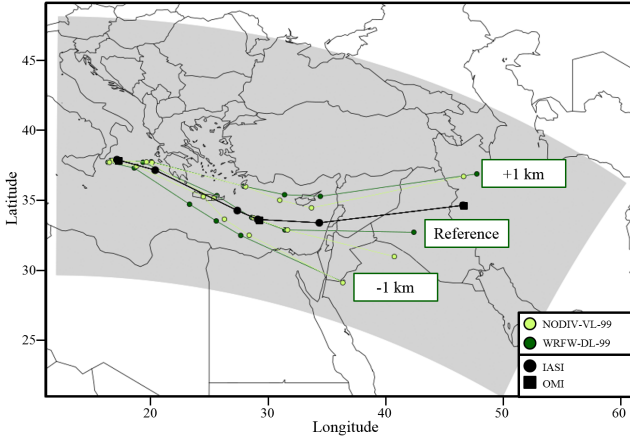 45
40
35
30
25
Latitude
20
30
40
50
60
Longitude
+1 km
Reference
-1 km
NODIV-VL-99
WRFW-DL-99
IASI
OMI